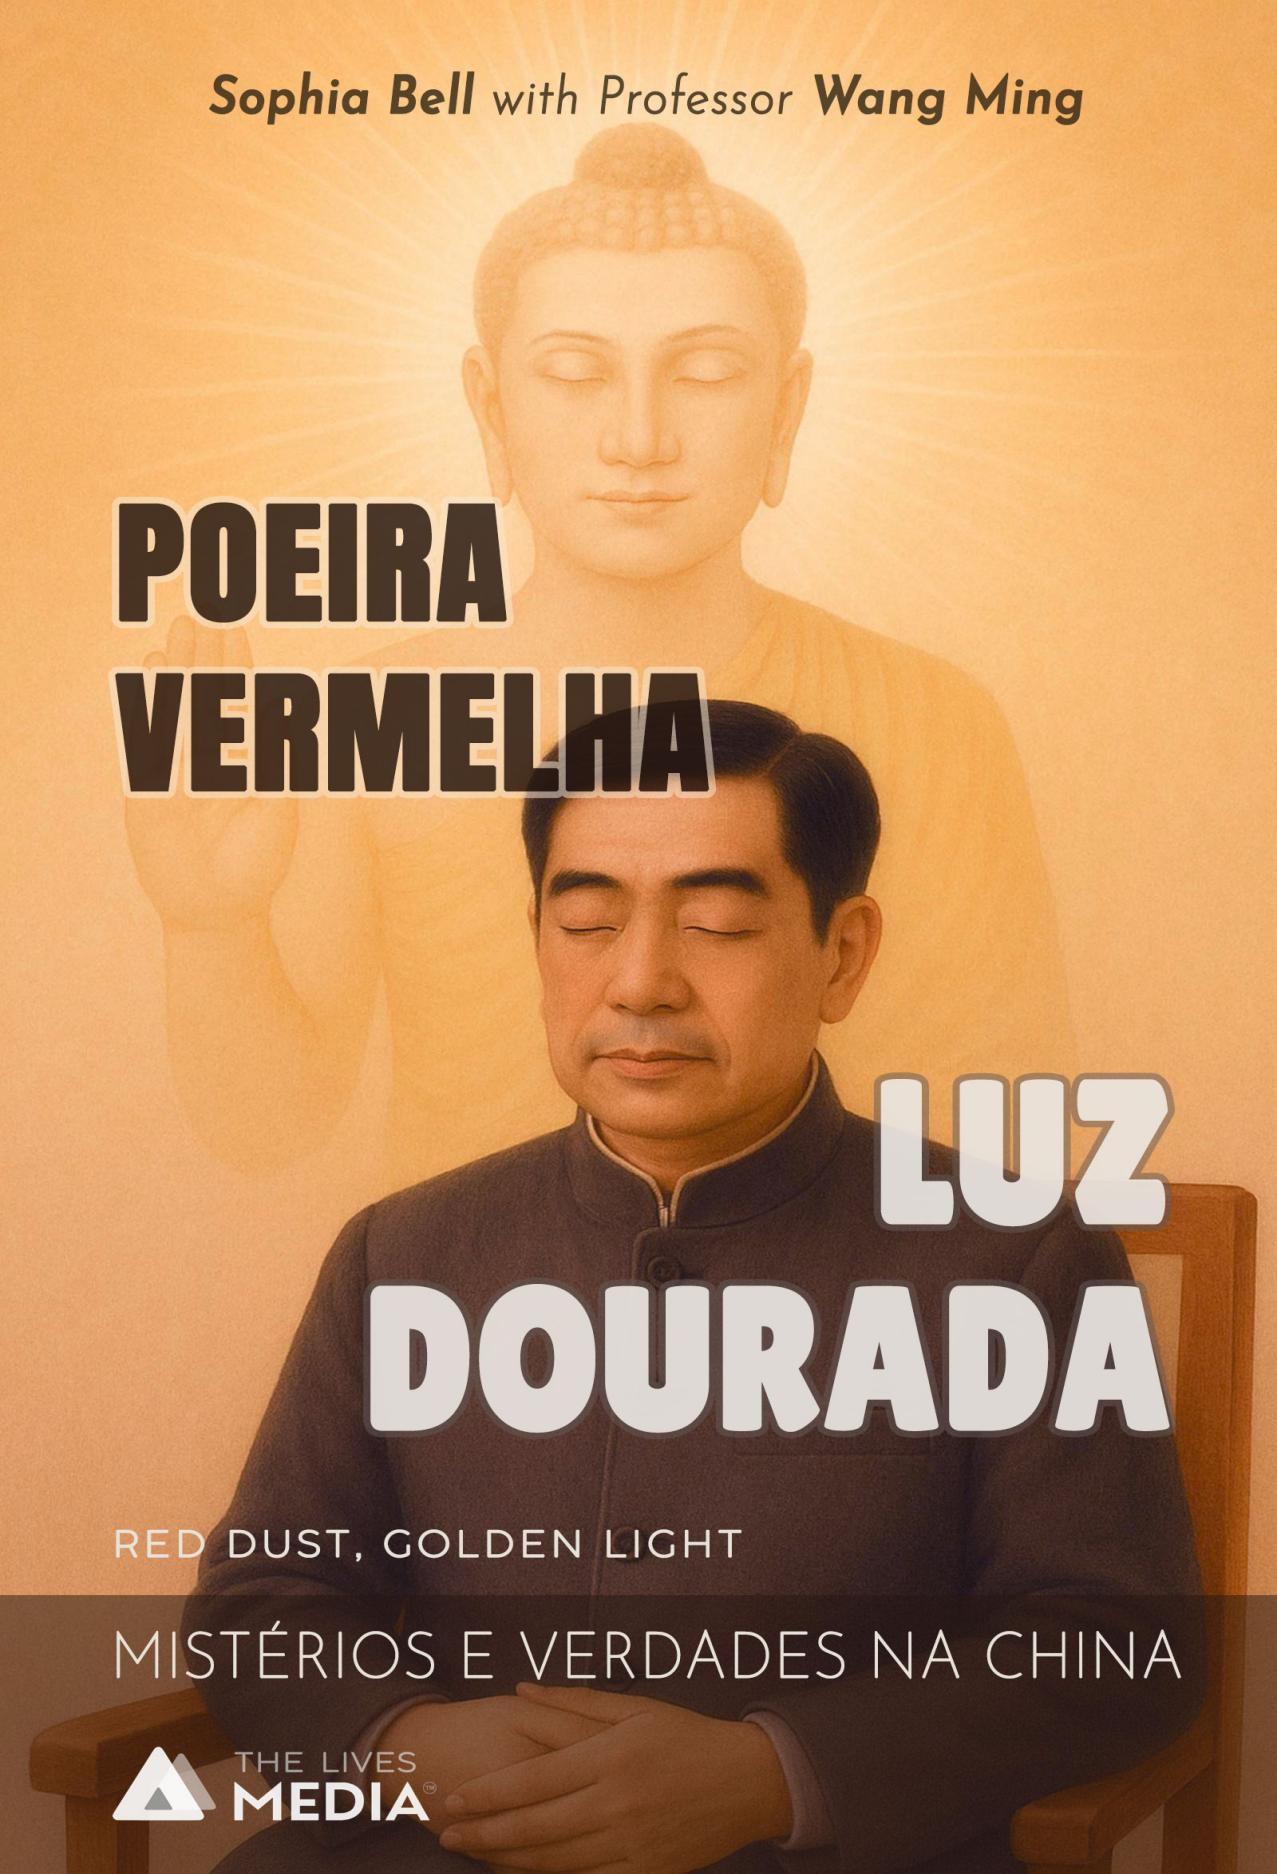 Sophia Bell with Professor Wang Ming
POEIRA
VERMELHA
LUZ
DOURADA
RED DUST, GOLDEN LIGHT
MISTÉRIOS E VERDADES NA CHINA
THE LIVES
MEDIA™